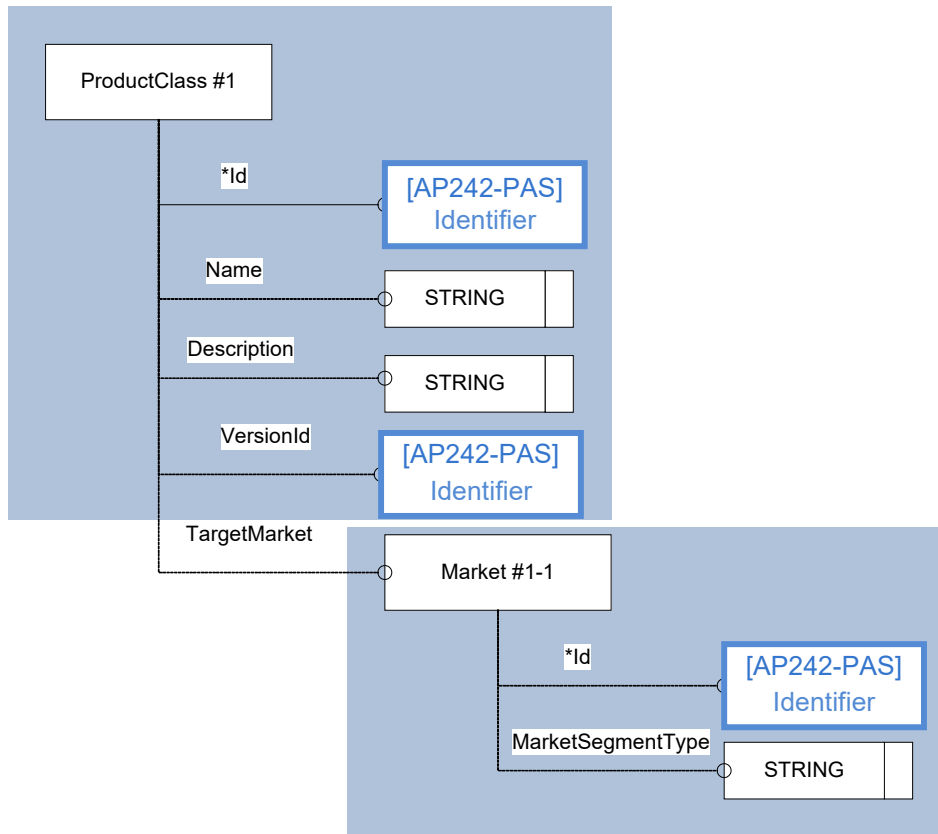 ProductClass #1
*Id
[AP242-PAS]
Identifier
Name
STRING
Description
STRING
VersionId
[AP242-PAS]
Identifier
TargetMarket
Market #1-1
*Id
[AP242-PAS]
Identifier
MarketSegmentType
STRING